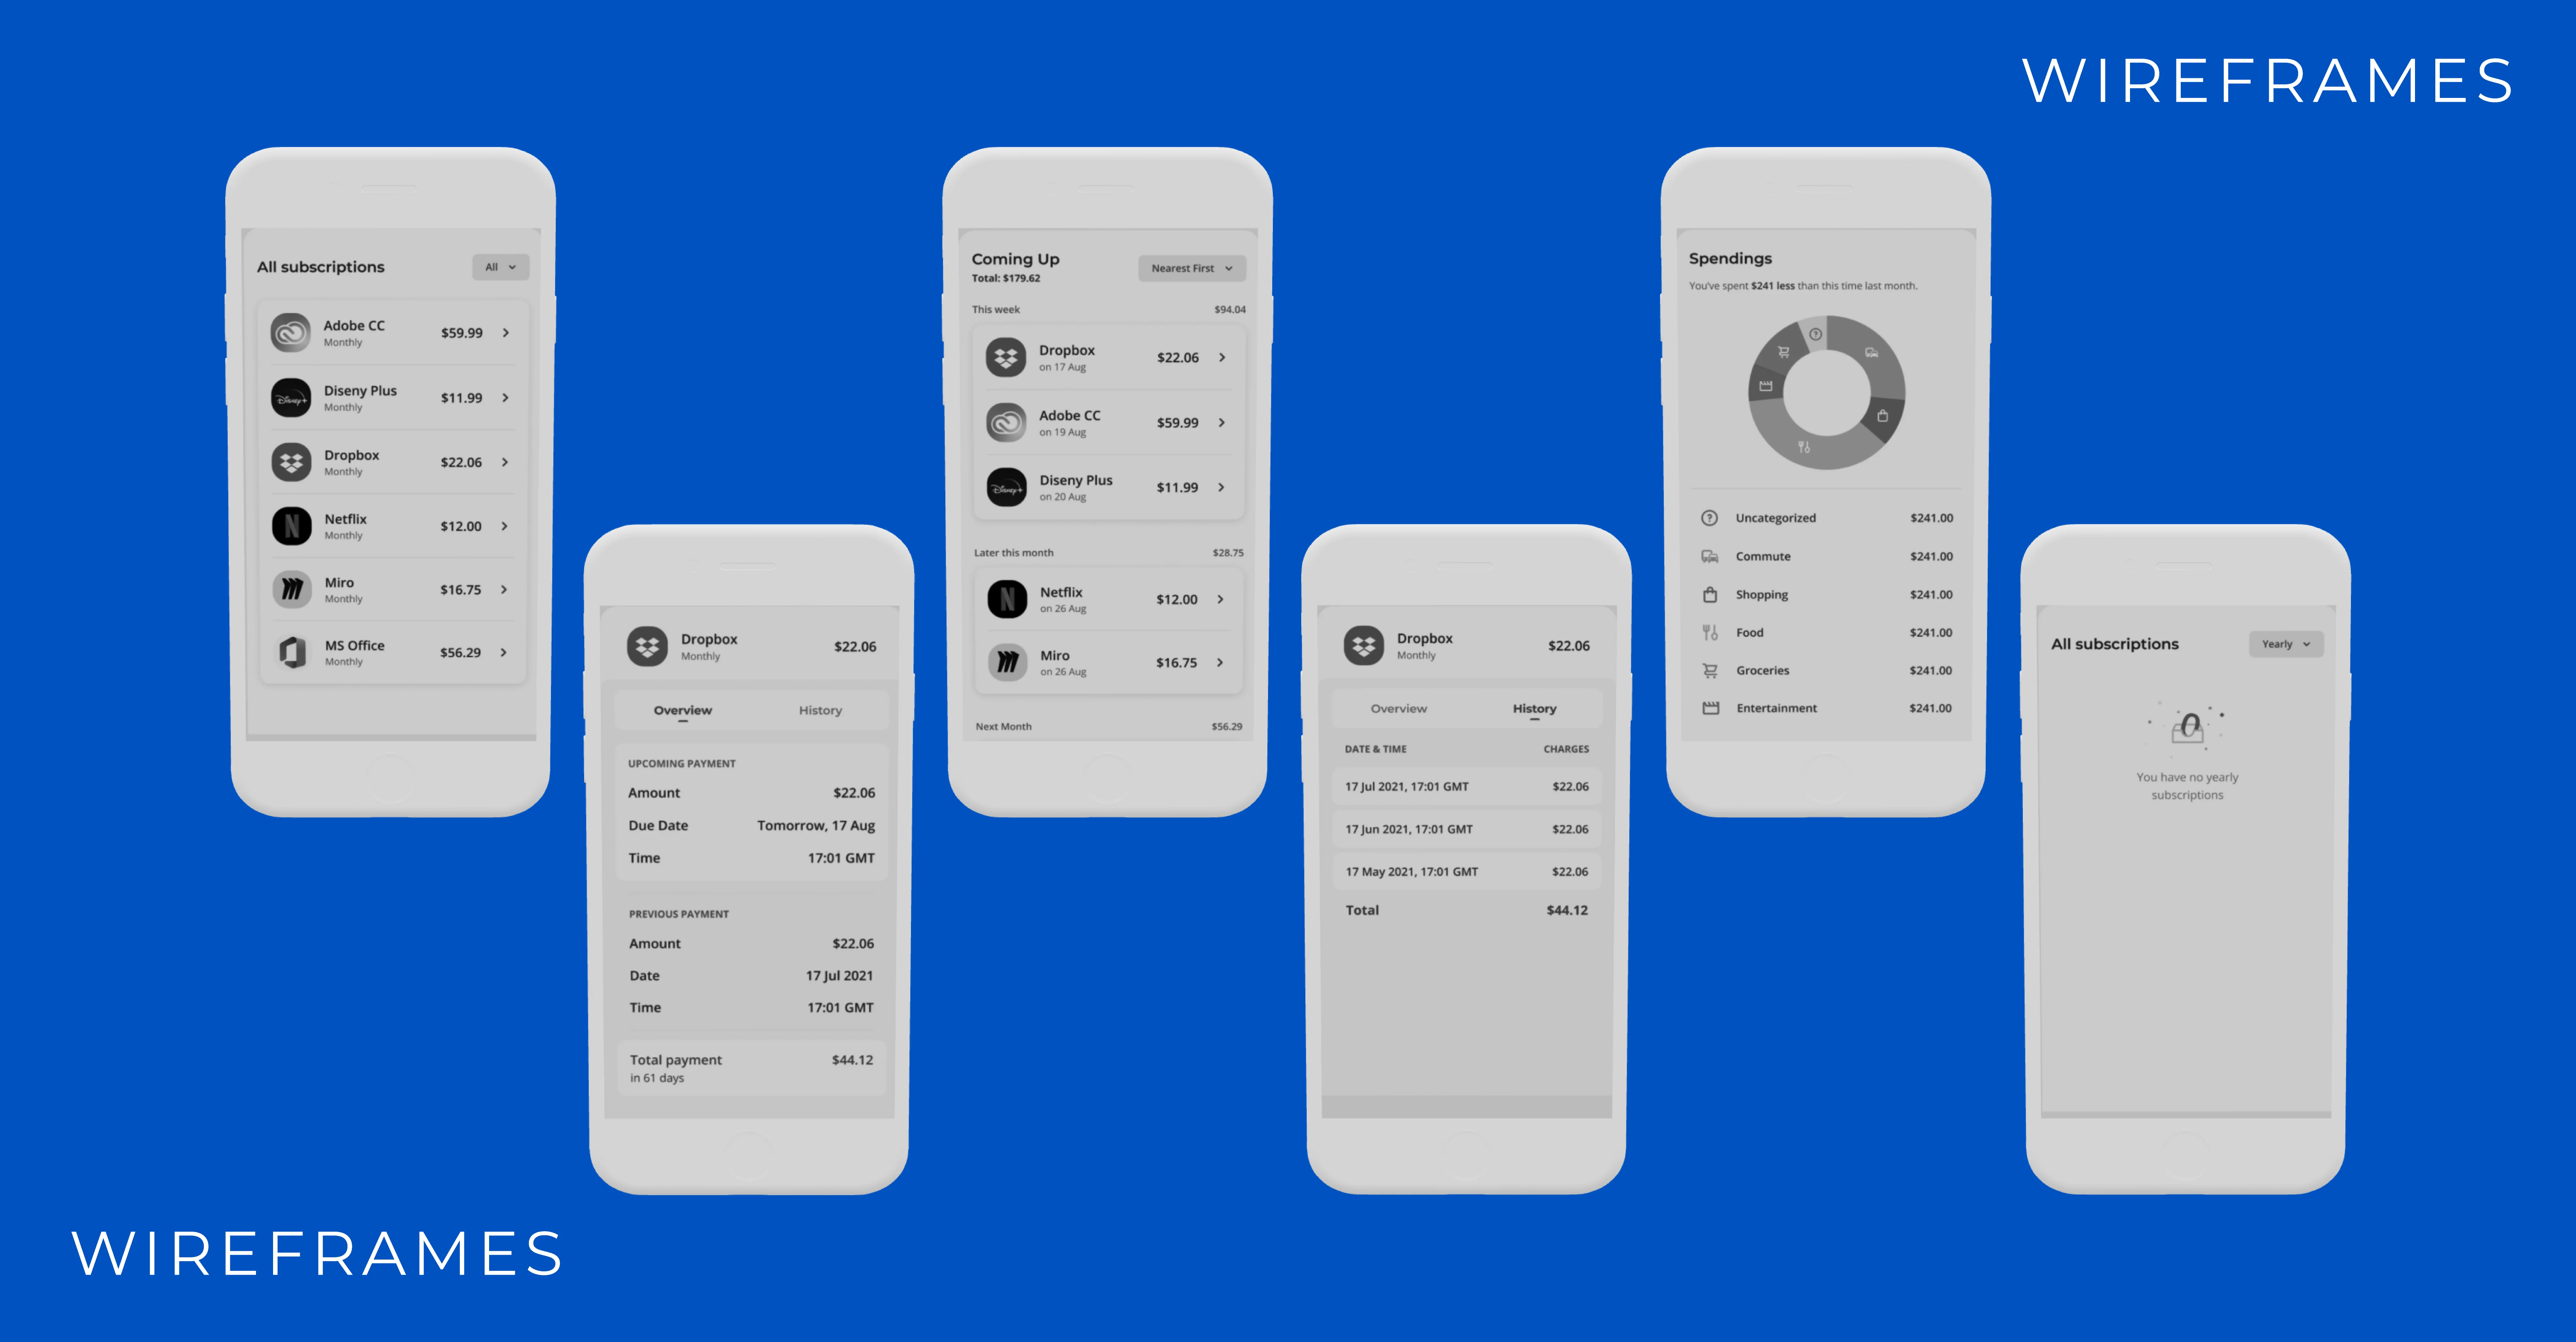 WIREFRAMES
All subscriptions
All
Adobe CC
$59.99
Monthly
Disney+
Diseny Plus
$11.99
Monthly
Dropbox
$22.06
Monthly
N
Netflix
$12.00
Monthly
Miro
$16.75
Monthly
MS Office
$56.29
Monthly
Dropbox
$22.06
Monthly
Overview
History
UPCOMING PAYMENT
Amount
$22.06
Due Date
Tomorrow, 17 Aug
Time
17:01 GMT
PREVIOUS PAYMENT
Amount
$22.06
Date
17 Jul 2021
Time
17:01 GMT
Total payment
$44.12
in 61 days
Coming Up
Nearest First
Total: $179.62
This week
$94.04
Dropbox
$22.06
on 17 Aug
Adobe CC
$59.99
on 19 Aug
Disney+
Diseny Plus
$11.99
on 20 Aug
Later this month
$28.75
N
Netflix
$12.00
on 26 Aug
Miro
$16.75
on 26 Aug
Next Month
$56.29
Dropbox
$22.06
Monthly
Overview
History
DATE & TIME
CHARGES
17 Jul 2021, 17:01 GMT
$22.06
17 Jun 2021, 17:01 GMT
$22.06
17 May 2021, 17:01 GMT
$22.06
Total
$44.12
Spendings
You've spent $241 less than this time last month.
Uncategorized
$241.00
Commute
$241.00
Shopping
$241.00
Food
$241.00
Groceries
$241.00
Entertainment
$241.00
All subscriptions
Yearly
0
You have no yearly
subscriptions
WIREFRAMES